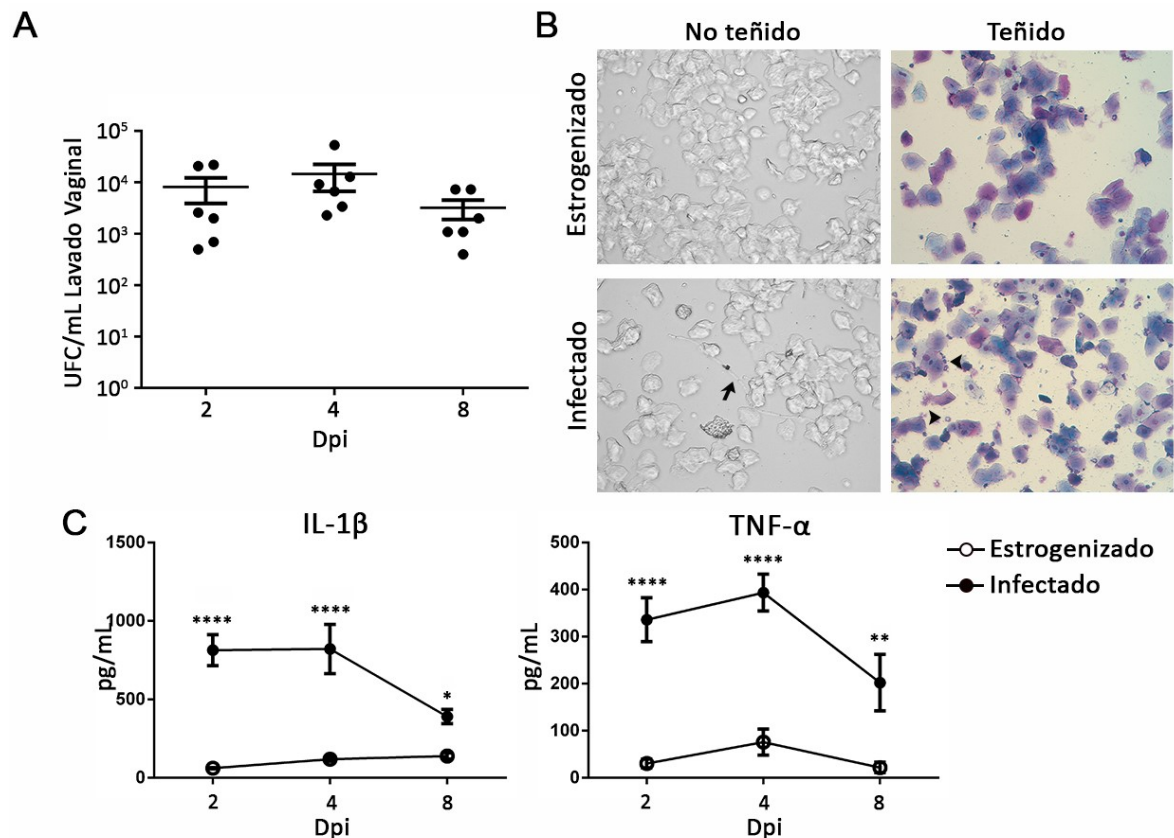 A
UFC/mL Lavado Vaginal
10⁵
10⁴
10³
10²
10¹
10⁰
2 4 8
Dpi
B
No teñido Teñido
Estrogenizado
Infectado
C
IL-1β
pg/mL
1500
1000
500
0
**** **** *
2 4 8
Dpi
TNF-α
pg/mL
500
400
300
200
100
0
**** **** **
2 4 8
Dpi
Estrogenizado
Infectado